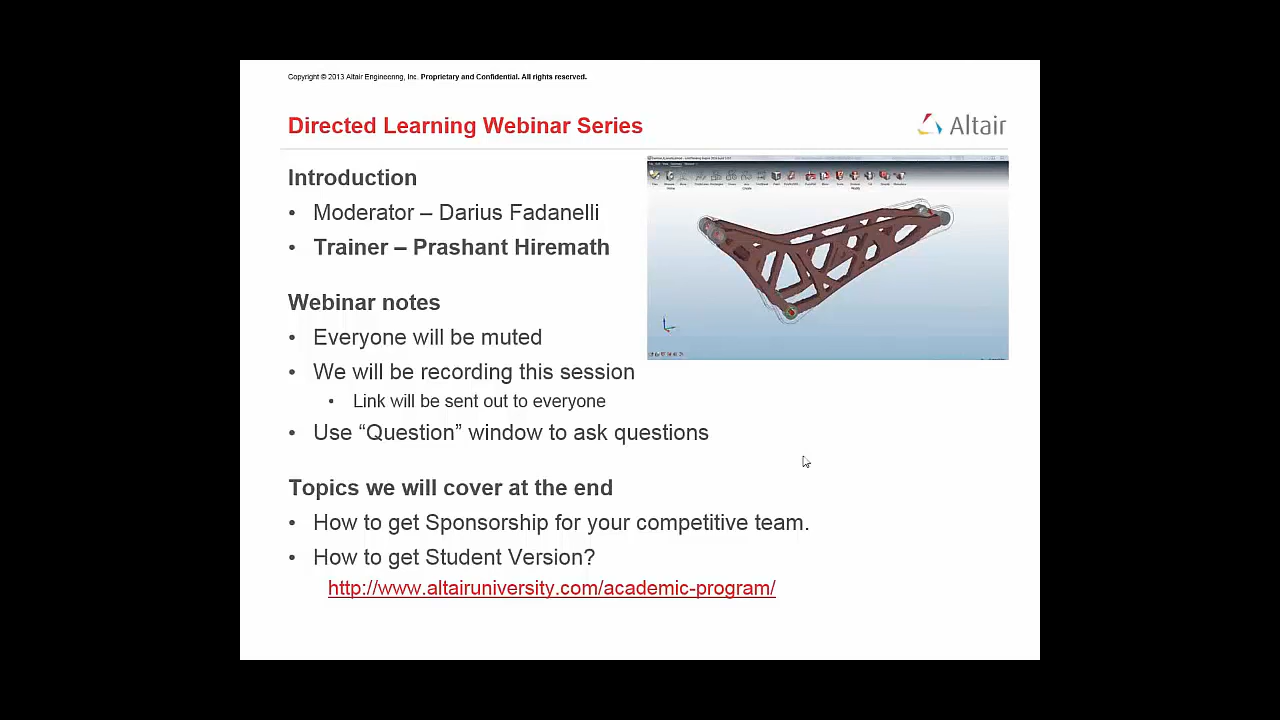 Copyright © 2013 Altair Engineering, Inc. Proprietary and Confidential. All rights reserved.
Directed Learning Webinar Series
Altair
Introduction
• Moderator – Darius Fadanelli
• Trainer – Prashant Hiremath
Webinar notes
• Everyone will be muted
• We will be recording this session
• Link will be sent out to everyone
• Use “Question” window to ask questions
Topics we will cover at the end
• How to get Sponsorship for your competitive team.
• How to get Student Version?
http://www.altairuniversity.com/academic-program/